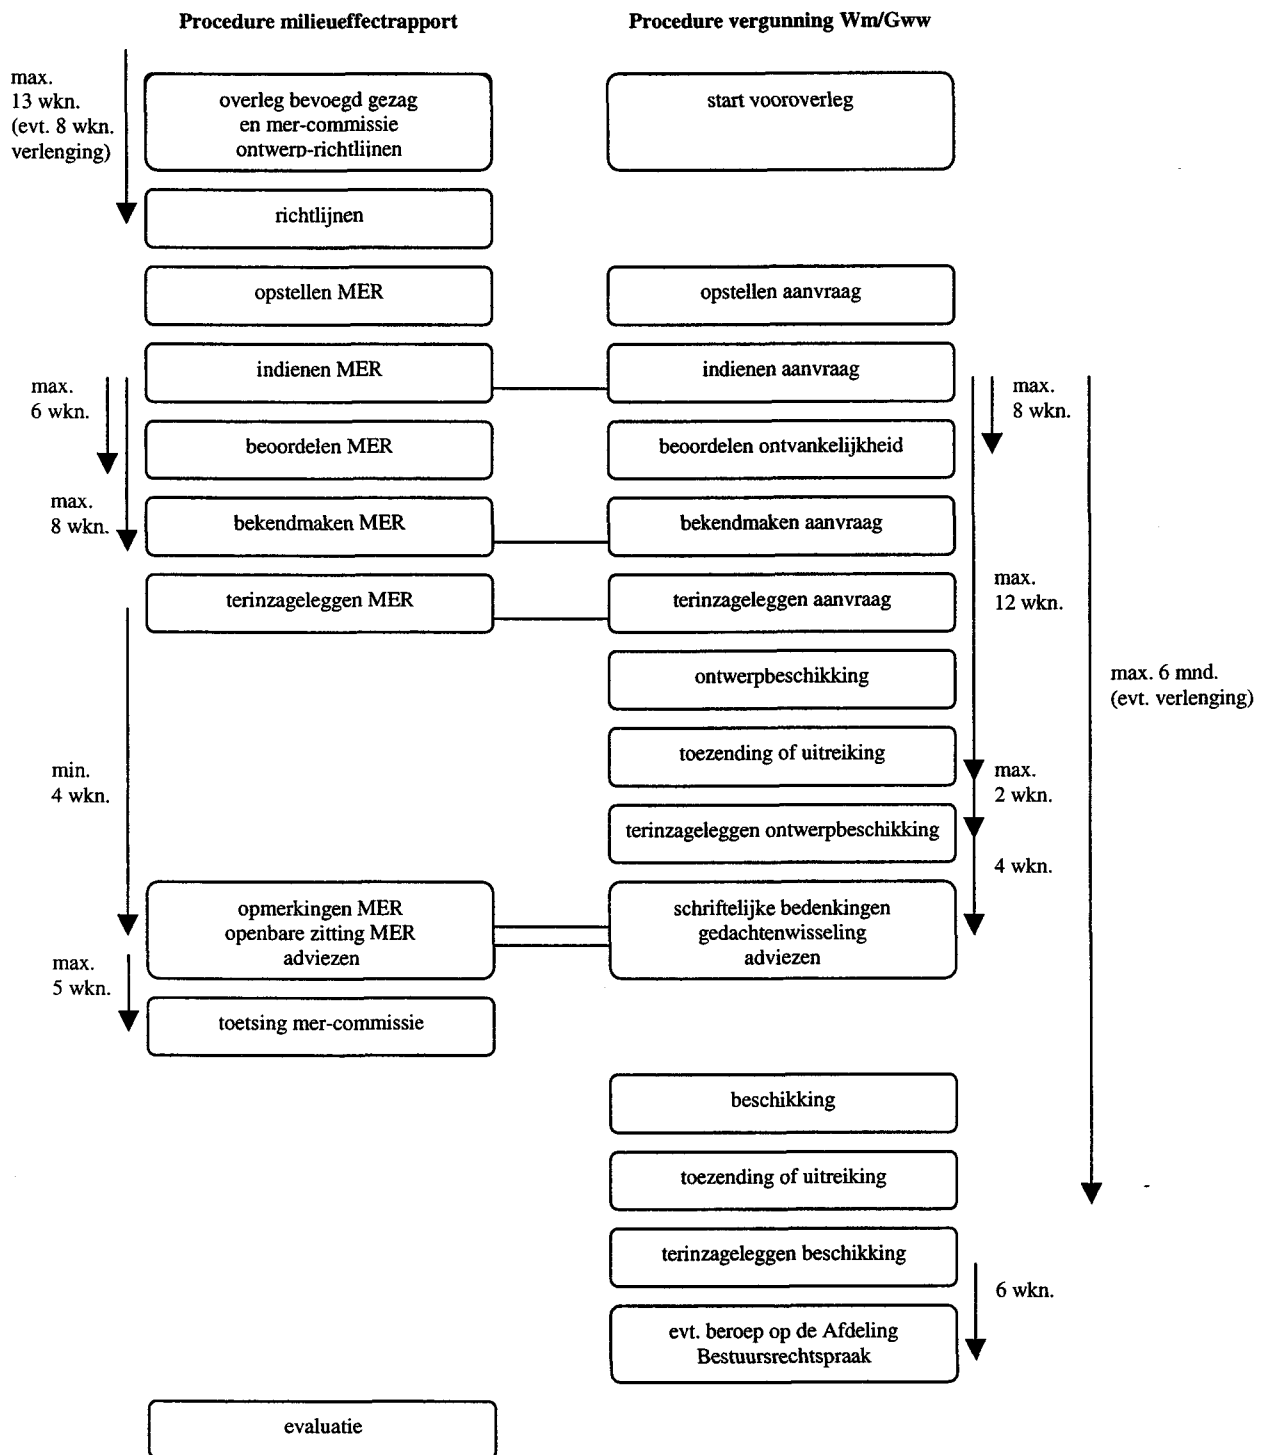 Procedure milieueffectrapport
Procedure vergunning Wm/Gww
max.
13 wkn.
(evt. 8 wkn.
verlenging)
overleg bevoegd gezag
en mer-commissie
ontwerp-richtlijnen
start vooroverleg
richtlijnen
opstellen MER
opstellen aanvraag
indienen MER
indienen aanvraag
max.
6 wkn.
max.
8 wkn.
beoordelen MER
beoordelen ontvankelijkheid
max.
8 wkn.
bekendmaken MER
bekendmaken aanvraag
terinzageleggen MER
terinzageleggen aanvraag
max.
12 wkn.
ontwerpbeschikking
max. 6 mnd.
(evt. verlenging)
toezending of uitreiking
min.
4 wkn.
max.
2 wkn.
terinzageleggen ontwerpbeschikking
4 wkn.
opmerkingen MER
openbare zitting MER
adviezen
schriftelijke bedenkingen
gedachtenwisseling
adviezen
max.
5 wkn.
toetsing mer-commissie
beschikking
toezending of uitreiking
terinzageleggen beschikking
6 wkn.
evt. beroep op de Afdeling
Bestuursrechtspraak
evaluatie